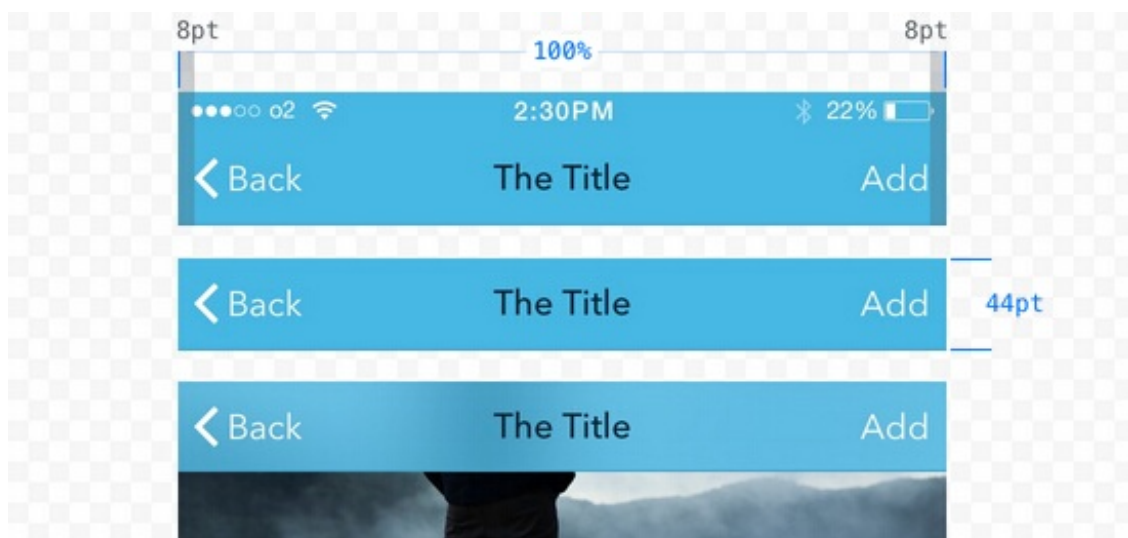 8pt 100% 8pt
●●●○○ o2 2:30PM 22%
Back The Title Add
Back The Title Add
44pt
Back The Title Add